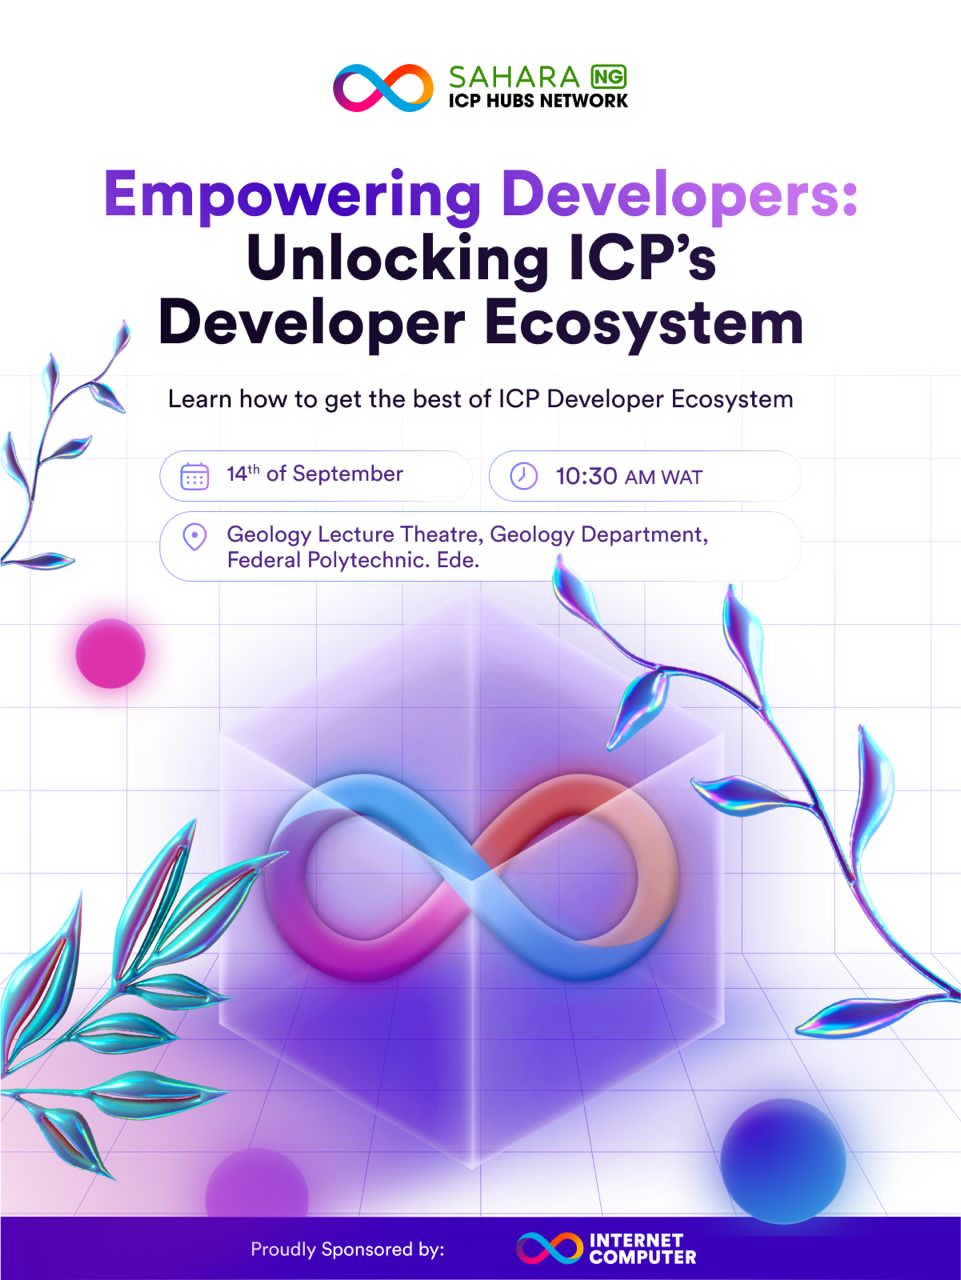 SAHARA NG
ICP HUBS NETWORK
Empowering Developers:
Unlocking ICP’s
Developer Ecosystem
Learn how to get the best of ICP Developer Ecosystem
14th of September
10:30 AM WAT
Geology Lecture Theatre, Geology Department,
Federal Polytechnic. Ede.
Proudly Sponsored by:
INTERNET
COMPUTER